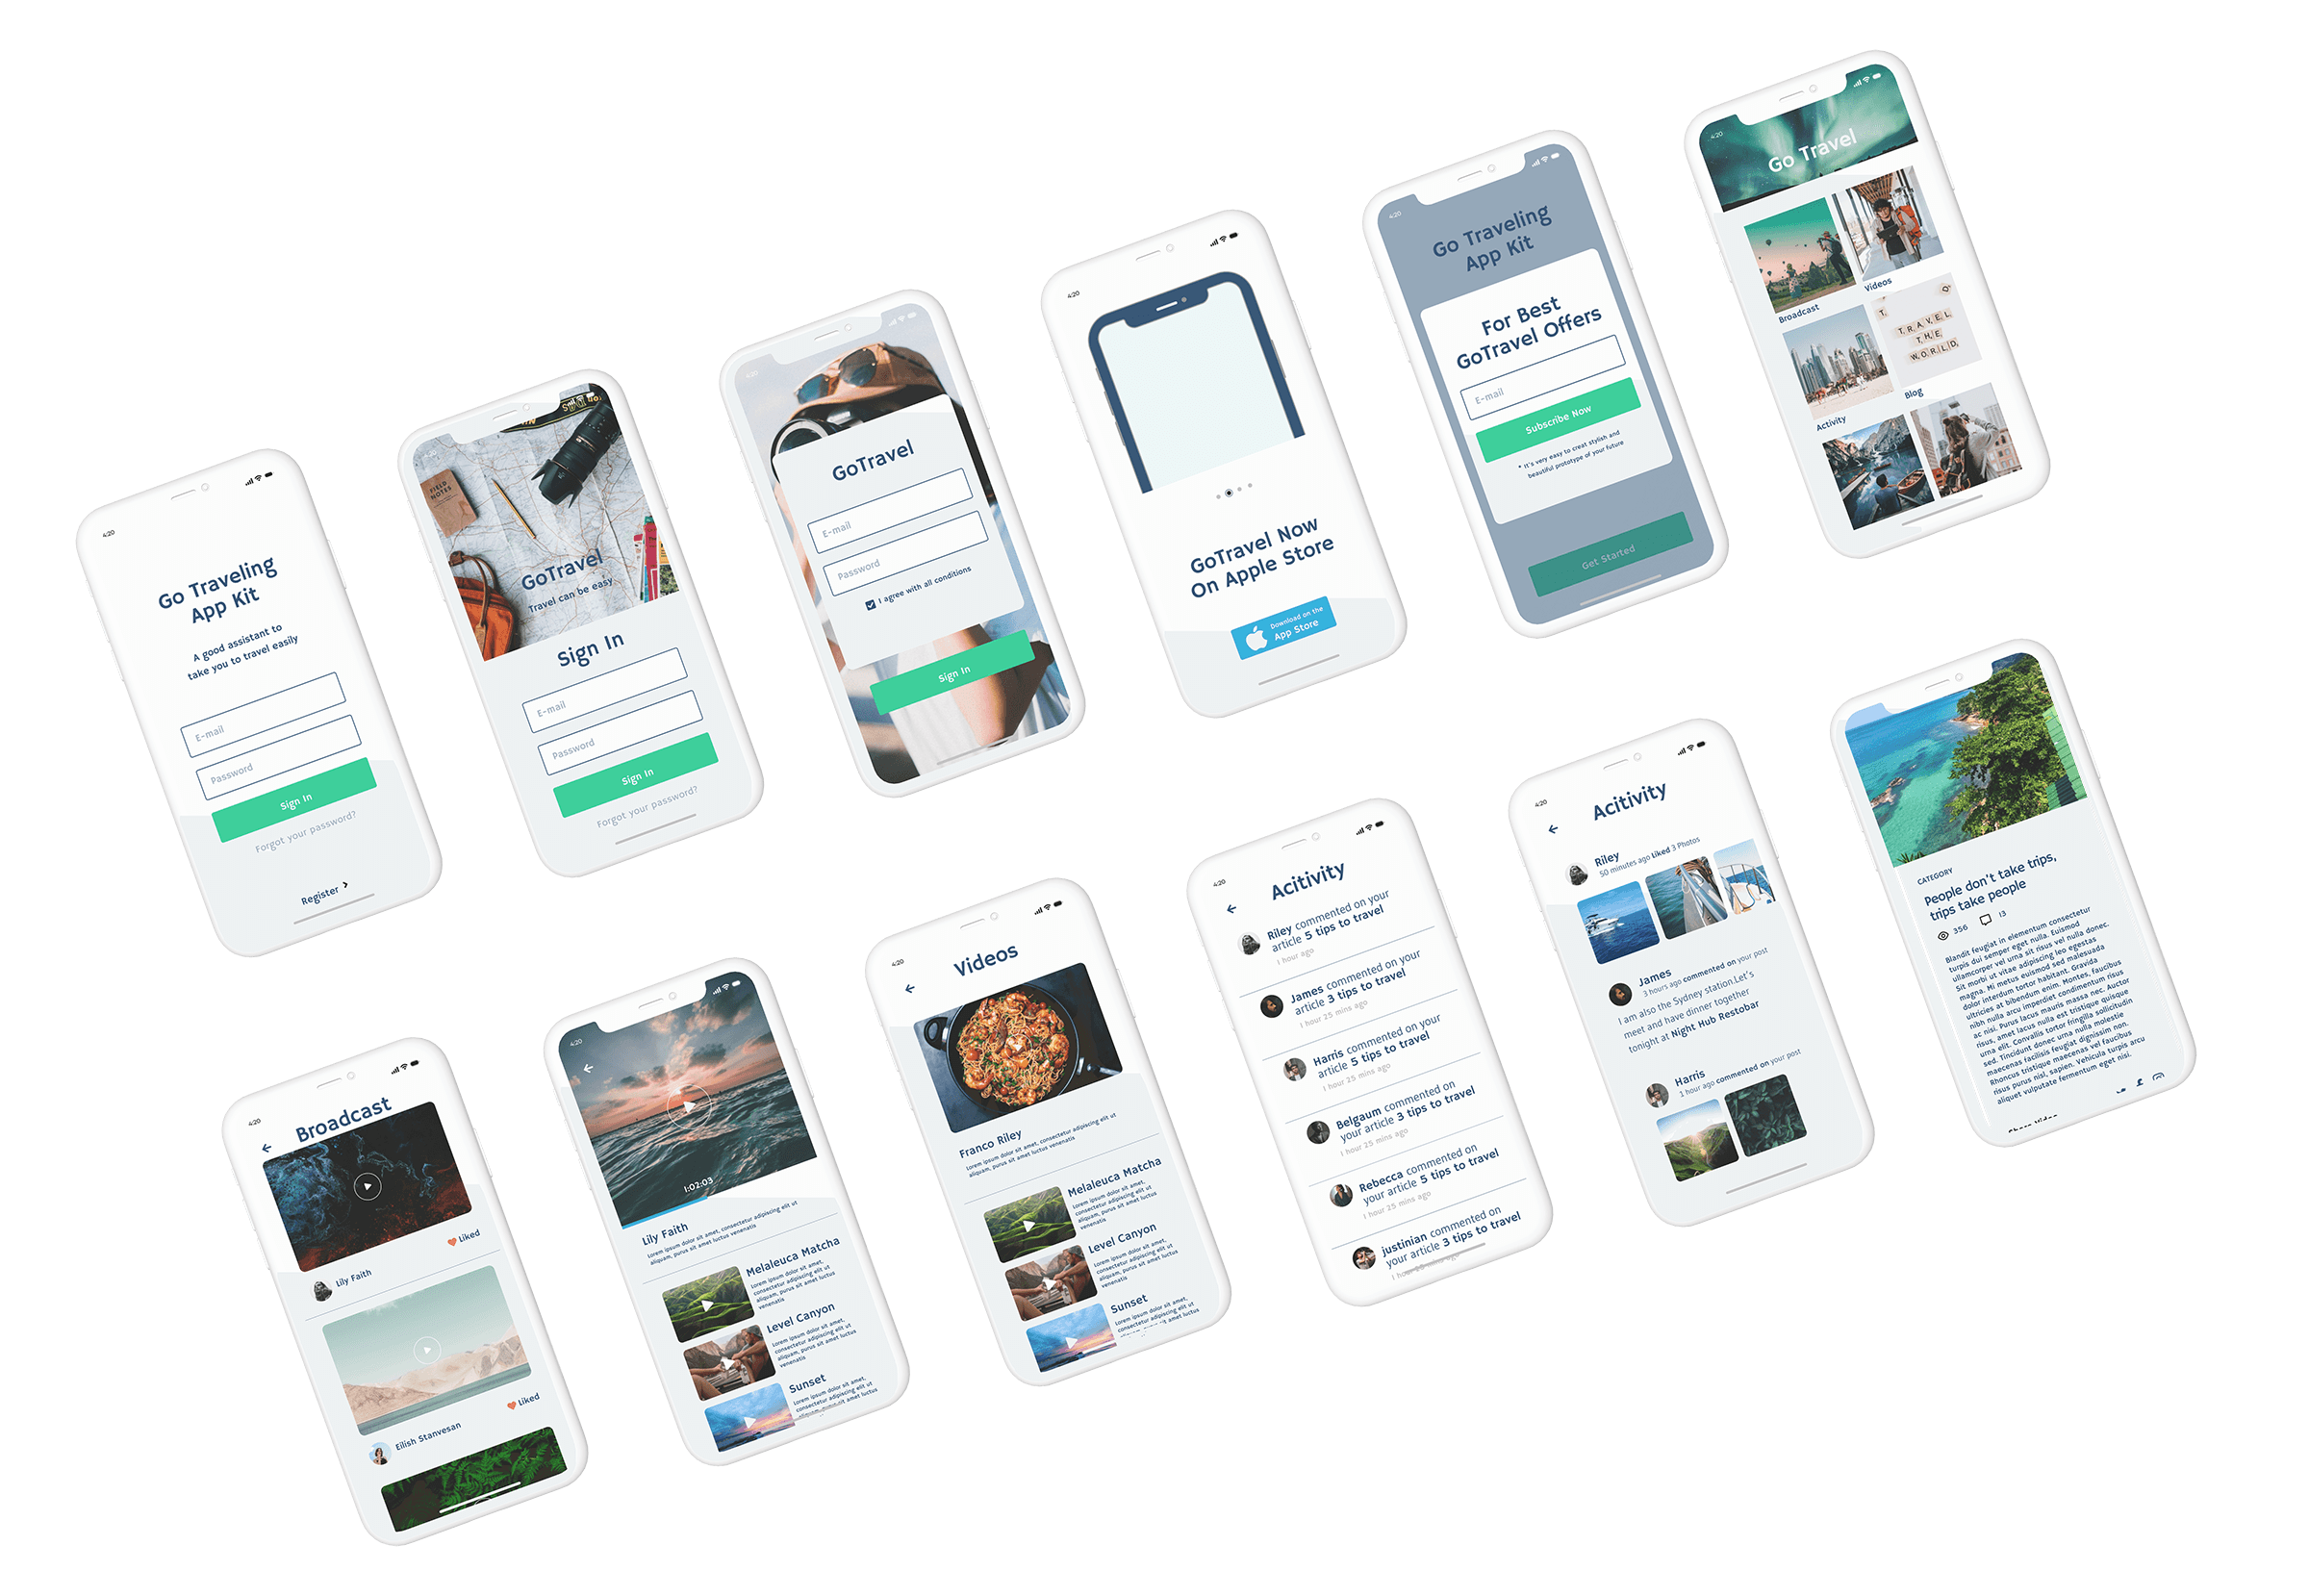 4:20
Go Traveling
App Kit
A good assistant to
take you to travel easily
E-mail
Password
Sign In
Forgot your password?
Register
FIELD
NOTES
GoTravel
Travel can be easy
Sign In
E-mail
Password
Sign In
Forgot your password?
4:20
GoTravel
E-mail
Password
I agree with all conditions
Sign In
4:20
GoTravel Now
On Apple Store
Download on the
App Store
4:20
Go Traveling
App Kit
For Best
GoTravel Offers
E-mail
Subscribe Now
* It's very easy to creat stylish and
beautiful prototype of your future
Get Started
4:20
Go Travel
Broadcast
Videos
TRAVEL
THE
WORLD
Activity
Blog
4:20
Broadcast
Liked
Lily Faith
Liked
Eilish Stanvesan
4:20
1:02:03
Lily Faith
Lorem ipsum dolor sit amet, consectetur adipiscing elit ut
aliquam, purus sit amet luctus venenatis
Melaleuca Matcha
Lorem ipsum dolor sit amet,
consectetur adipiscing elit ut
aliquam, purus sit amet luctus
venenatis
Level Canyon
Lorem ipsum dolor sit amet,
consectetur adipiscing elit ut
aliquam, purus sit amet luctus
venenatis
Sunset
Lorem ipsum dolor sit amet,
consectetur adipiscing elit ut
aliquam, purus sit amet luctus
4:20
Videos
Franco Riley
Lorem ipsum dolor sit amet, consectetur adipiscing elit ut
aliquam, purus sit amet luctus venenatis
Melaleuca Matcha
Lorem ipsum dolor sit amet,
consectetur adipiscing elit ut
aliquam, purus sit amet luctus
venenatis
Level Canyon
Lorem ipsum dolor sit amet,
consectetur adipiscing elit ut
aliquam, purus sit amet luctus
venenatis
Sunset
Lorem ipsum dolor sit amet,
consectetur adipiscing elit ut
4:20
Acitivity
Riley commented on your
article 5 tips to travel
1 hour ago
James commented on your
article 3 tips to travel
1 hour 25 mins ago
Harris commented on your
article 5 tips to travel
1 hour 25 mins ago
Belgaum commented on
your article 3 tips to travel
1 hour 25 mins ago
Rebecca commented on
your article 5 tips to travel
1 hour 25 mins ago
justinian commented on
your article 3 tips to travel
1 hour 25 mins ago
4:20
Acitivity
Riley
50 minutes ago Liked 3 Photos
James
3 hours ago commented on your post
I am also the Sydney station.Let's
meet and have dinner together
tonight at Night Hub Restobar
Harris
1 hour ago commented on your post
CATEGORY
People don't take trips,
trips take people
356
13
Blandit feugiat in elementum consectetur
turpis dui semper eget nulla. Euismod
ullamcorper vel urna sit risus vel nulla donec.
Sit morbi ut vitae adipiscing leo egestas
magna. Mi metus euismod sed malesuada
dolor interdum tortor habitant. Gravida
ultricies at bibendum enim. Montes, faucibus
nibh nulla arcu imperdiet condimentum risus
ac nisi. Purus lacus mauris massa nec. Auctor
risus, amet lacus nulla est tristique quisque
urna elit. Convallis tortor fringilla sollicitudin
sed. Tincidunt donec urna nulla molestie
maecenas facilisis feugiat dignissim non.
Rhoncus tristique maecenas vel faucibus
risus purus nisl, sapien. Vehicula turpis arcu
aliquet vulputate fermentum eget nisi.